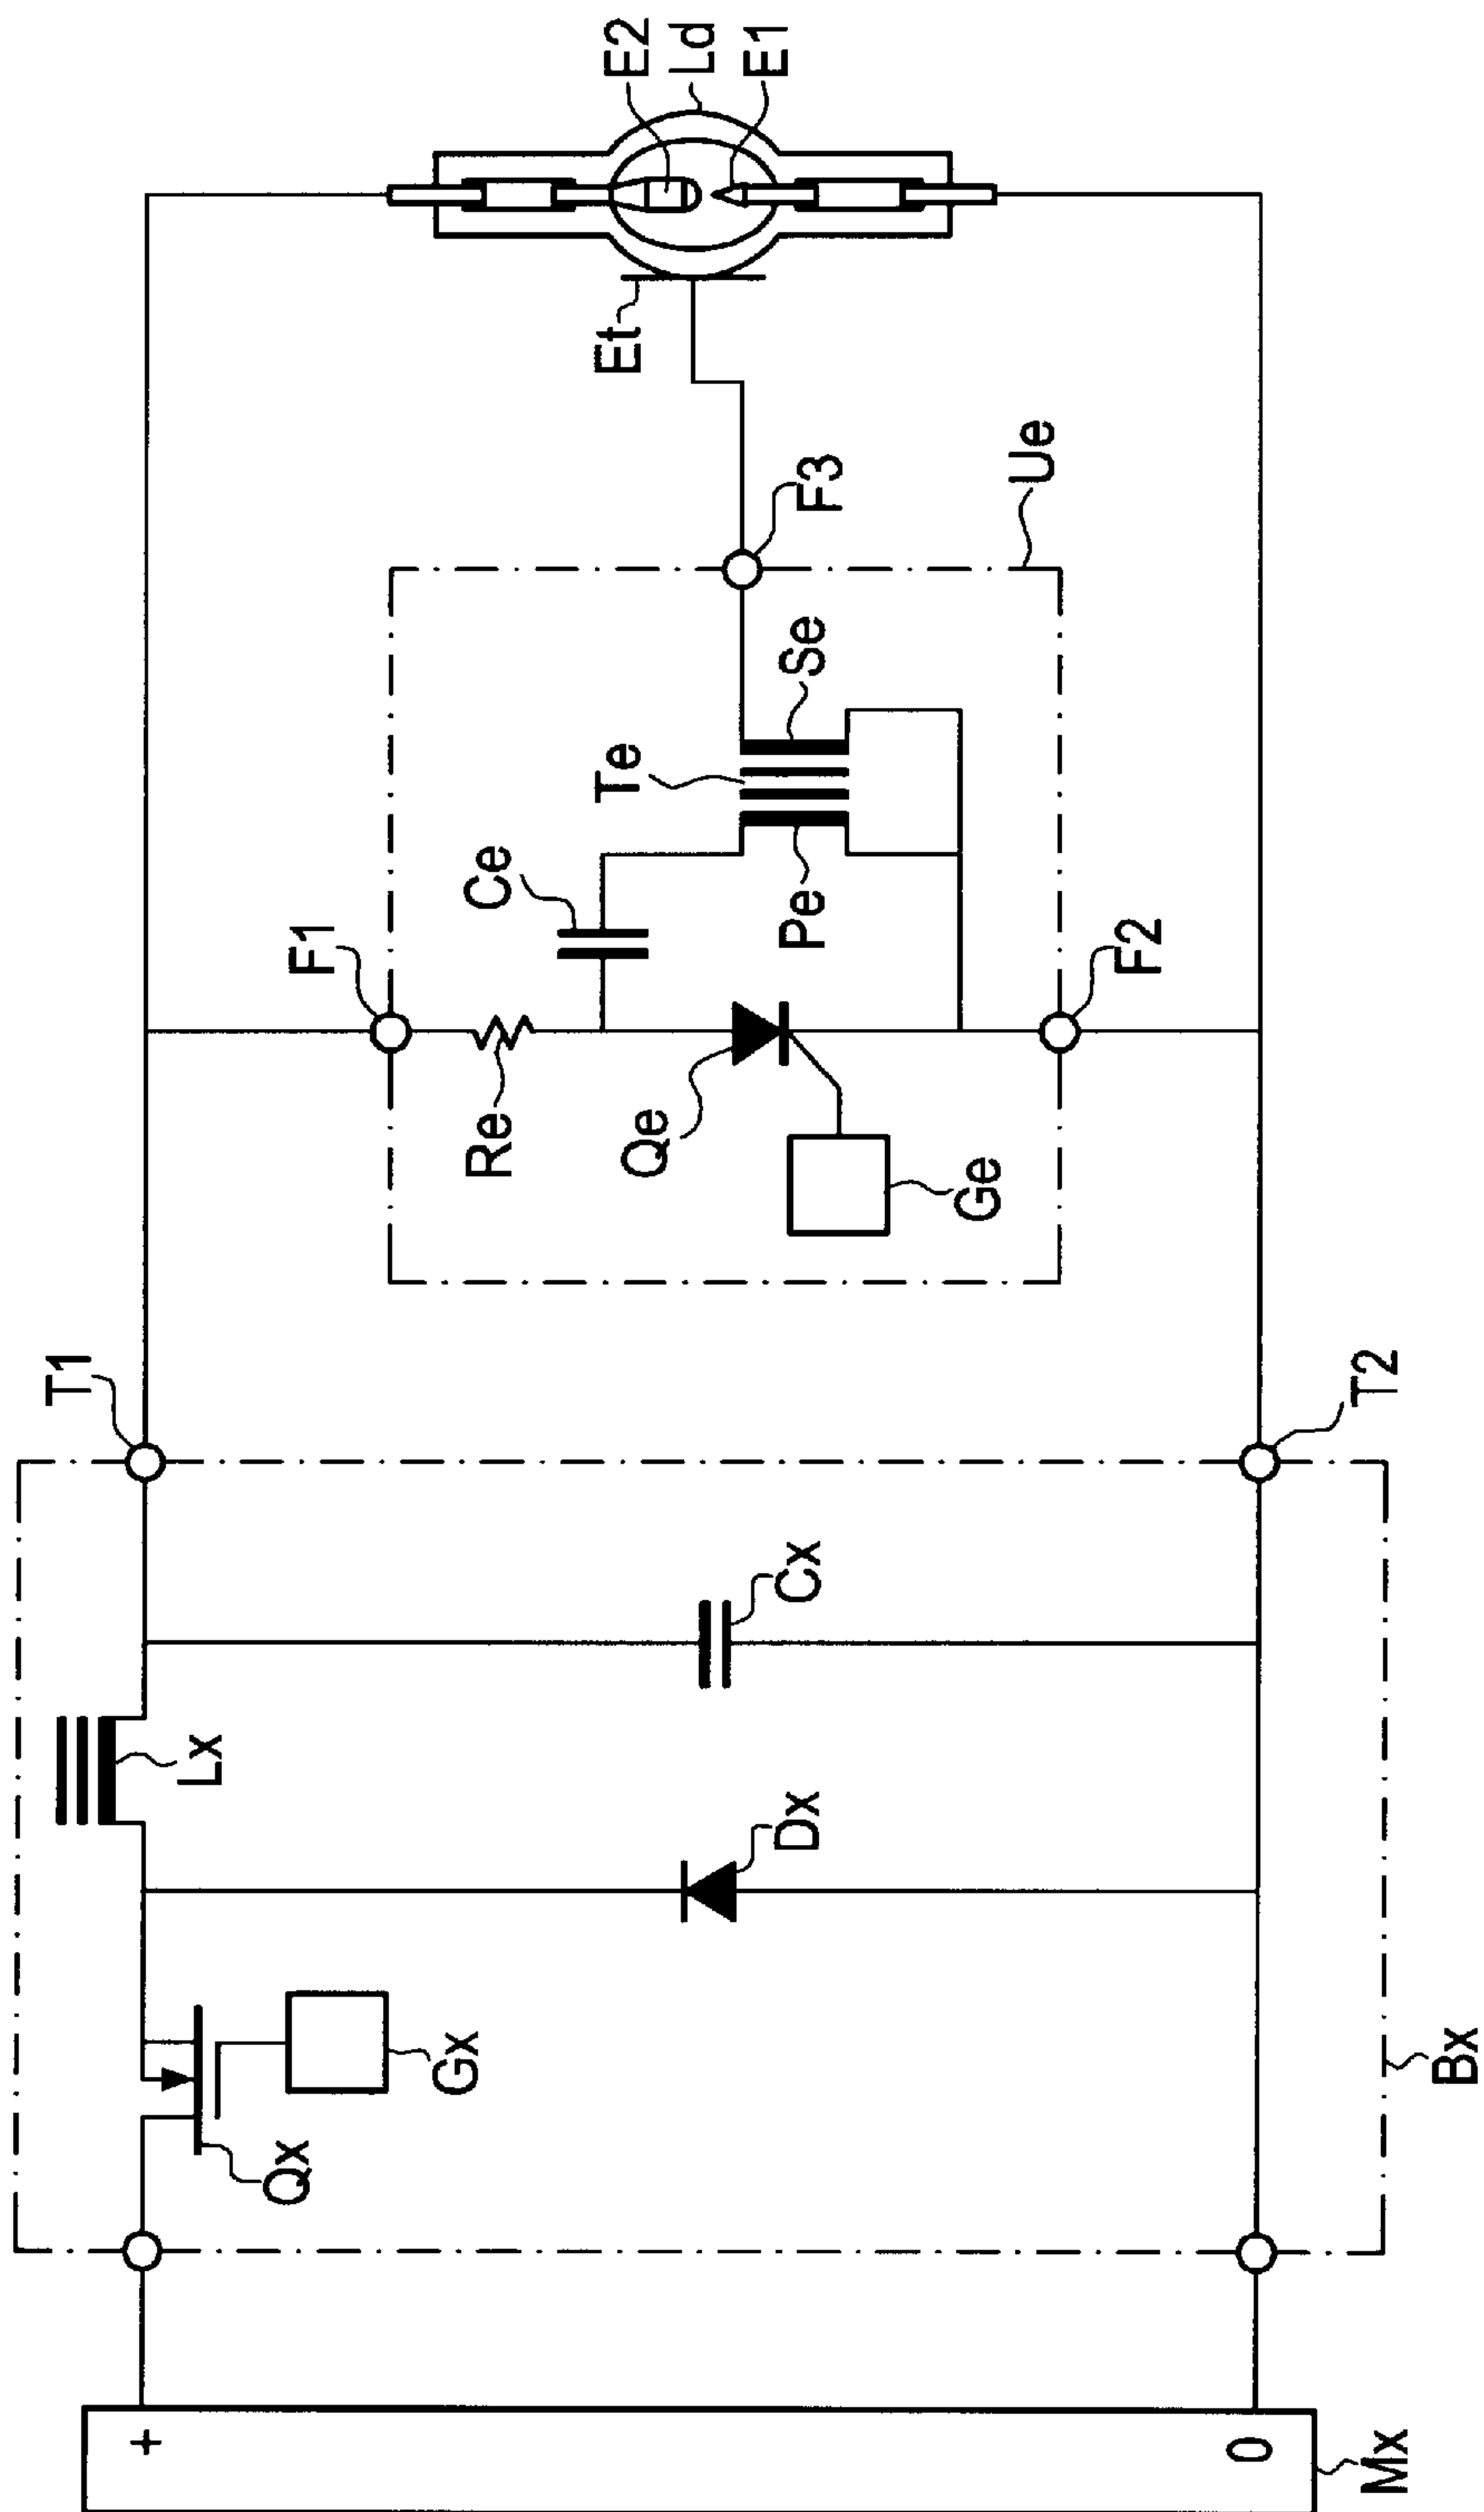 E2
Ld
E1
Et
F3
Ue
Se
Te
Ce
Pe
F1
F2
Re
Qe
Ge
T1
T2
Cx
Lx
Dx
Gx
Qx
Bx
+
0
Mx